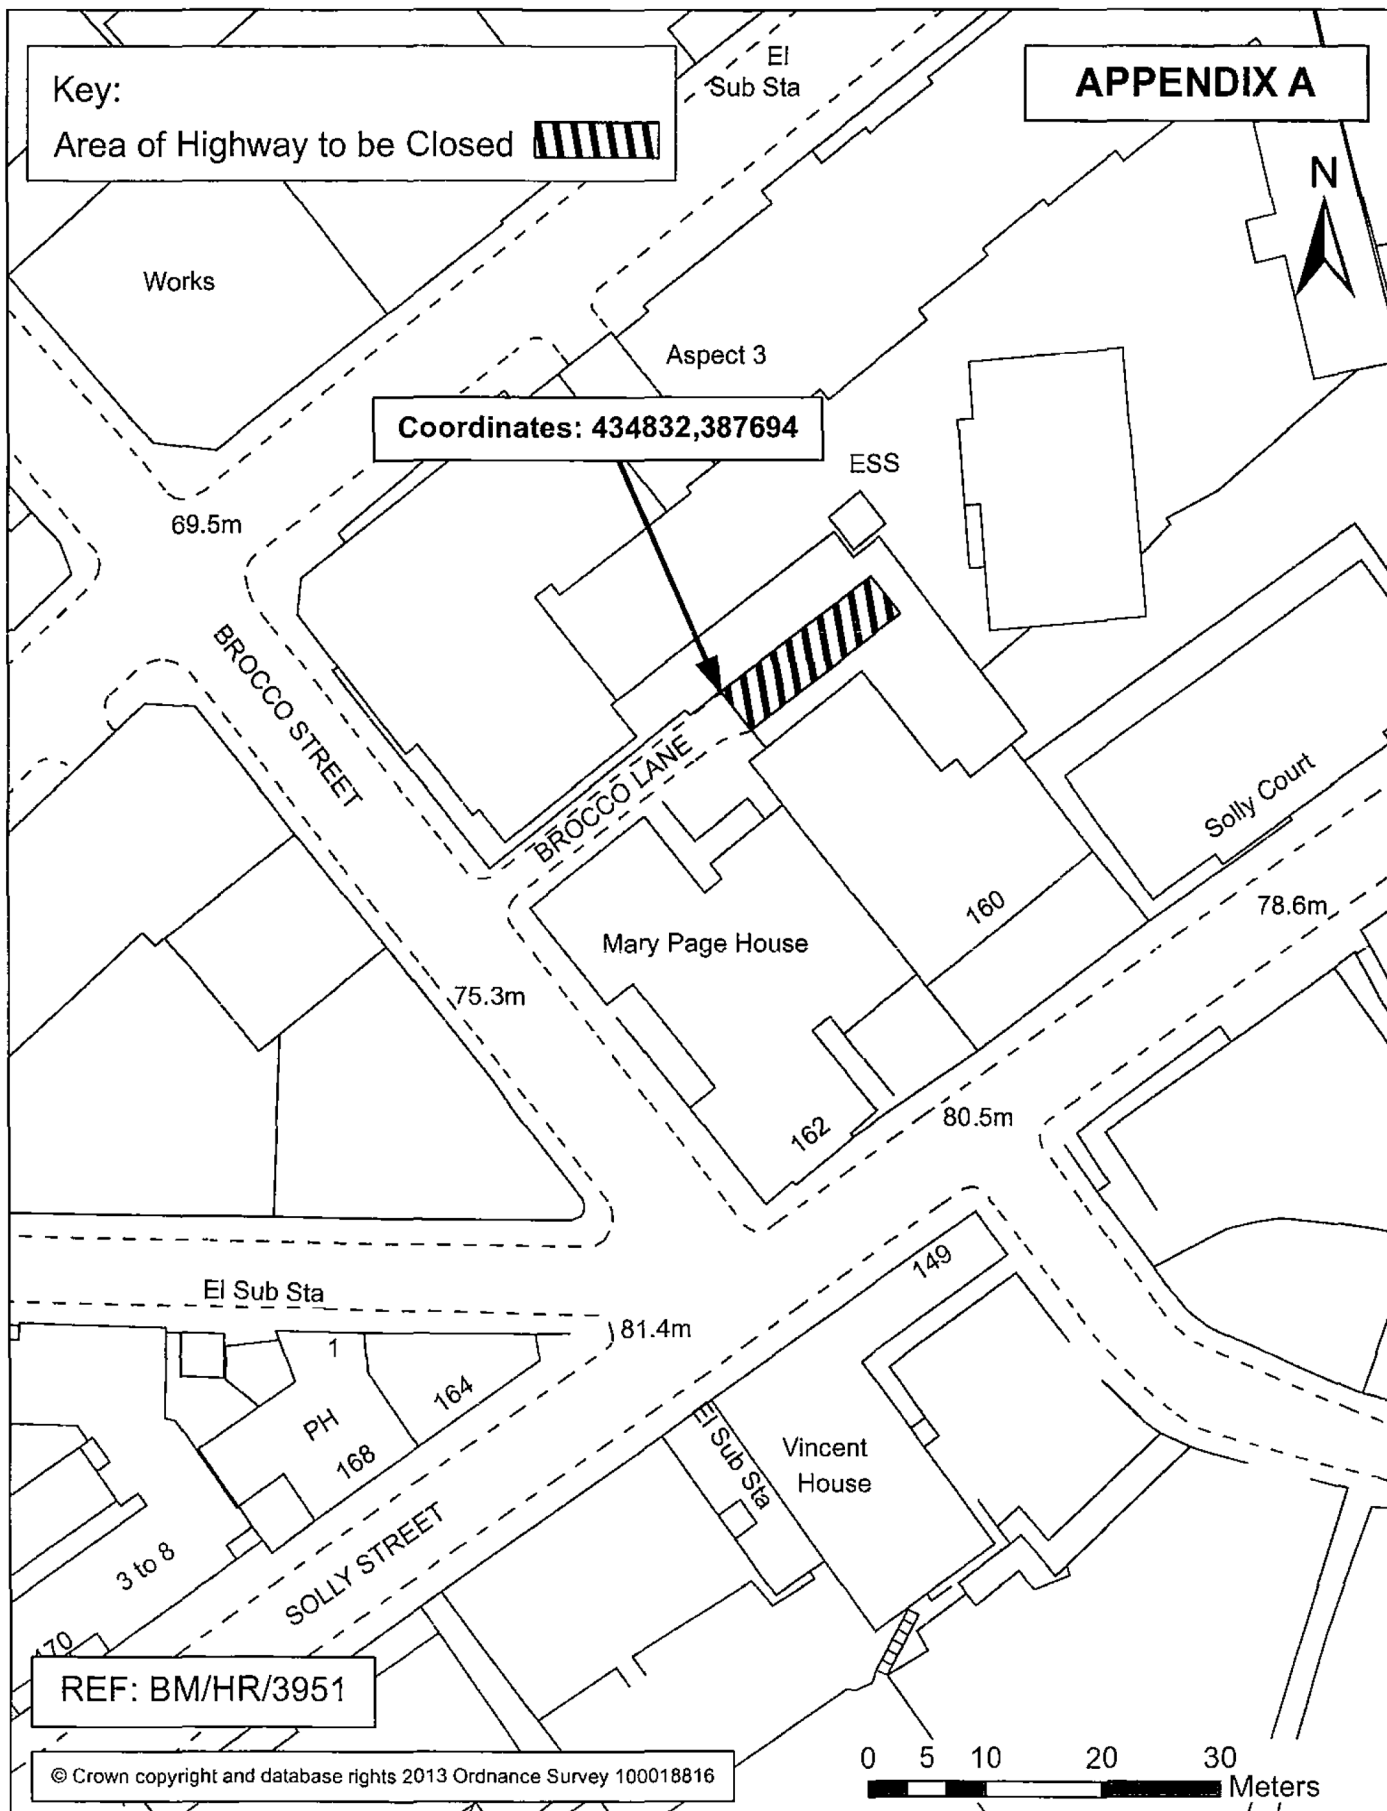 Key:
Area of Highway to be Closed
El
Sub Sta
APPENDIX A
N
Works
Aspect 3
Coordinates: 434832,387694
ESS
69.5m
BROCCO STREET
BROCCO LANE
Solly Court
160
78.6m
Mary Page House
75.3m
162
80.5m
149
El Sub Sta
81.4m
1
164
PH
168
El Sub Sta
Vincent
House
SOLLY STREET
3 to 8
170
REF: BM/HR/3951
© Crown copyright and database rights 2013 Ordnance Survey 100018816
0 5 10 20 30
Meters